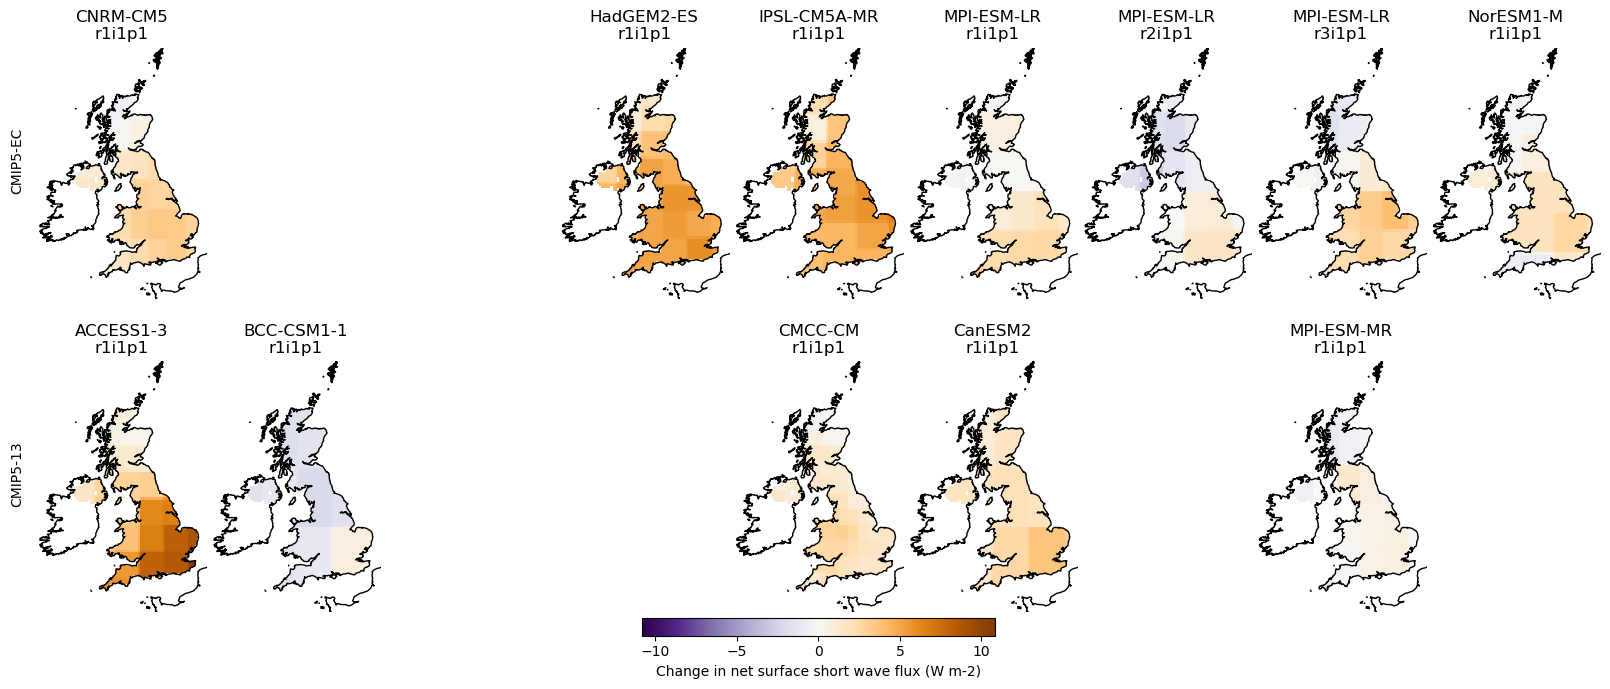 CNRM-CM5
r1i1p1
HadGEM2-ES
r1i1p1
IPSL-CM5A-MR
r1i1p1
MPI-ESM-LR
r1i1p1
MPI-ESM-LR
r2i1p1
MPI-ESM-LR
r3i1p1
NorESM1-M
r1i1p1
CMIP5-EC
ACCESS1-3
r1i1p1
BCC-CSM1-1
r1i1p1
CMCC-CM
r1i1p1
CanESM2
r1i1p1
MPI-ESM-MR
r1i1p1
CMIP5-13
−10 −5 0 5 10
Change in net surface short wave flux (W m-2)